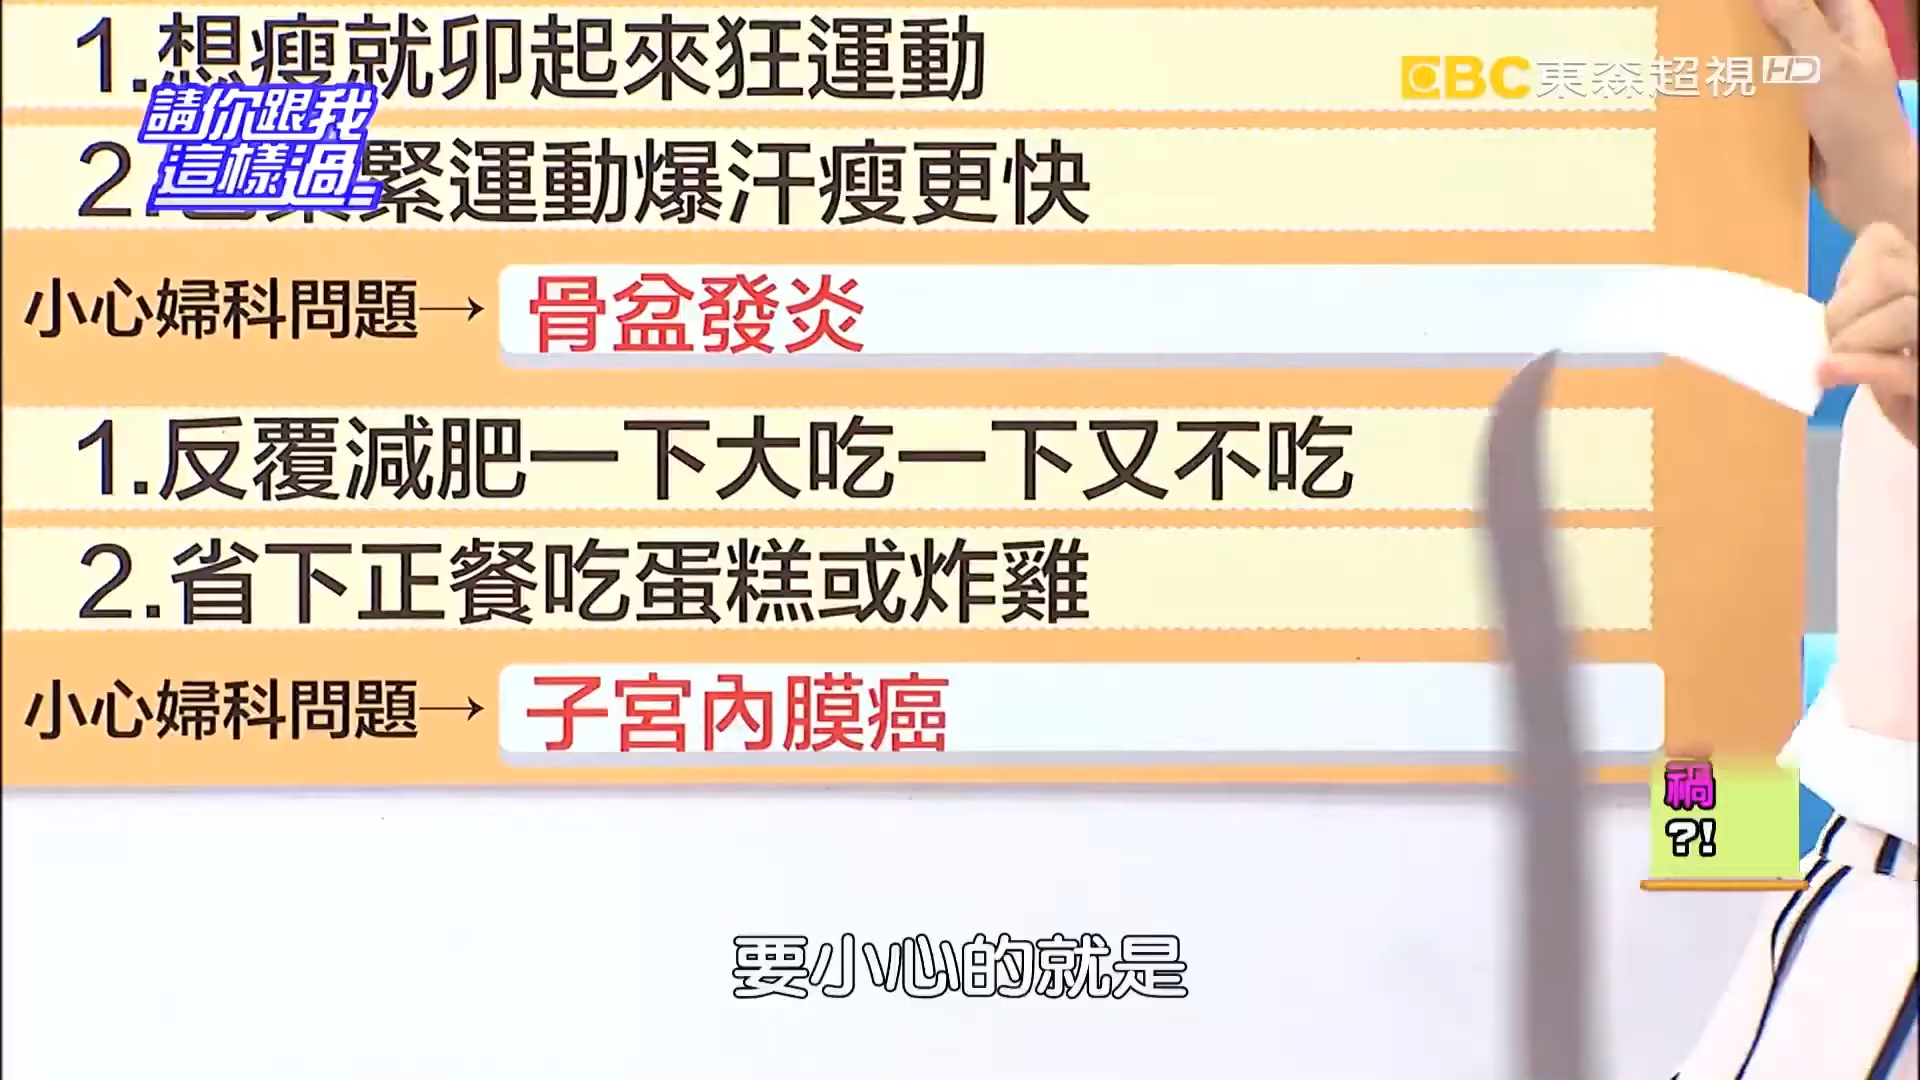 1.想瘦就卯起來狂運動
EBC東森超視HD
請你跟我
這樣過
2.包緊緊運動爆汗瘦更快
小心婦科問題→骨盆發炎
1.反覆減肥一下大吃一下又不吃
2.省下正餐吃蛋糕或炸雞
小心婦科問題→子宮內膜癌
禍
?!
要小心的就是